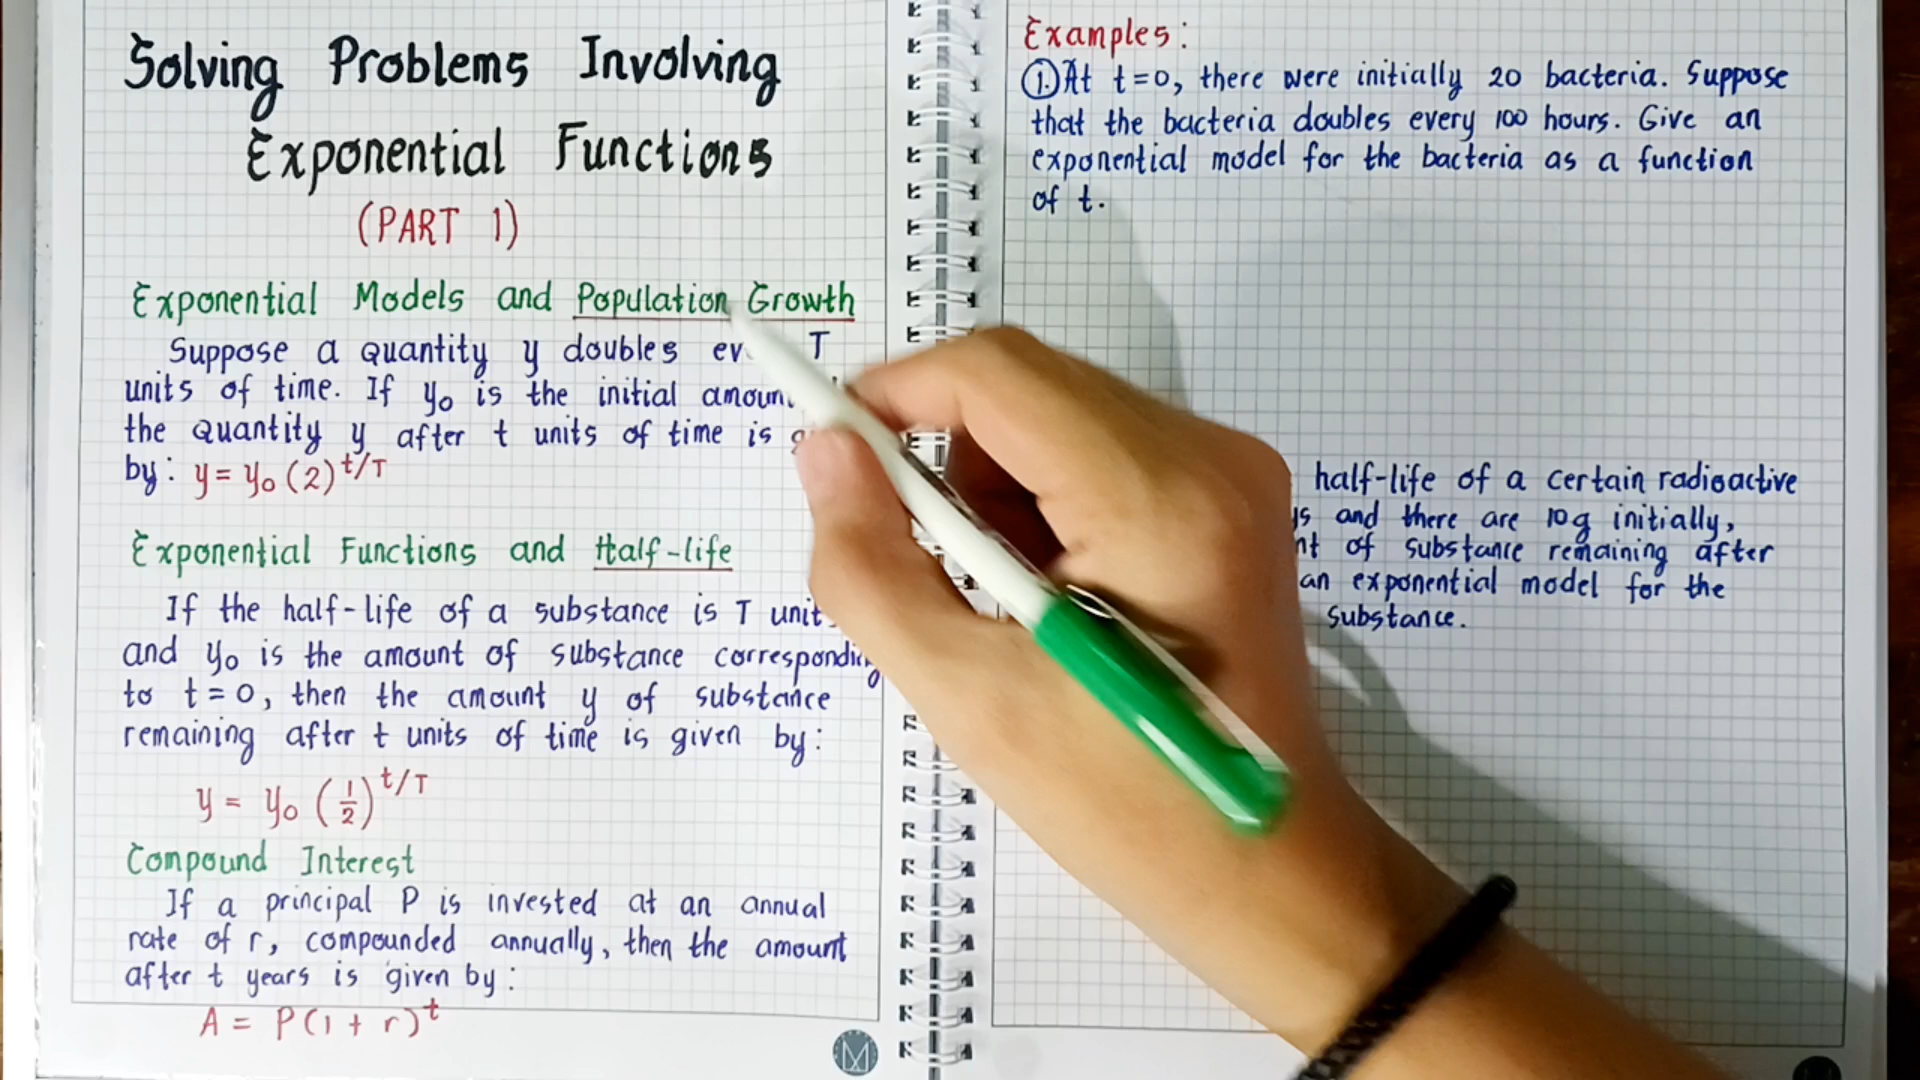 Solving Problems Involving
Exponential Functions
(PART 1)
Exponential Models and Population Growth
Suppose a quantity y doubles T
units of time. If y₀ is the initial
the quantity y after t units of time is
by: y = y₀ (2)^t/T
Exponential Functions and Half-life
If the half-life of a substance is T
and y₀ is the amount of substance
to t = 0, then the amount y of substance
remaining after t units of time is given by:
y = y₀ (1/2)^t/T
Compound Interest
If a principal P is invested at an annual
rate of r, compounded annually, then the amount
after t years is given by:
A = P(1 + r)^t
Examples:
1. At t=0, there were initially 20 bacteria. Suppose
that the bacteria doubles every 100 hours. Give an
exponential model for the bacteria as a function
of t.
half-life of a certain radioactive
and there are 10g initially,
of substance remaining after
an exponential model for the
substance.